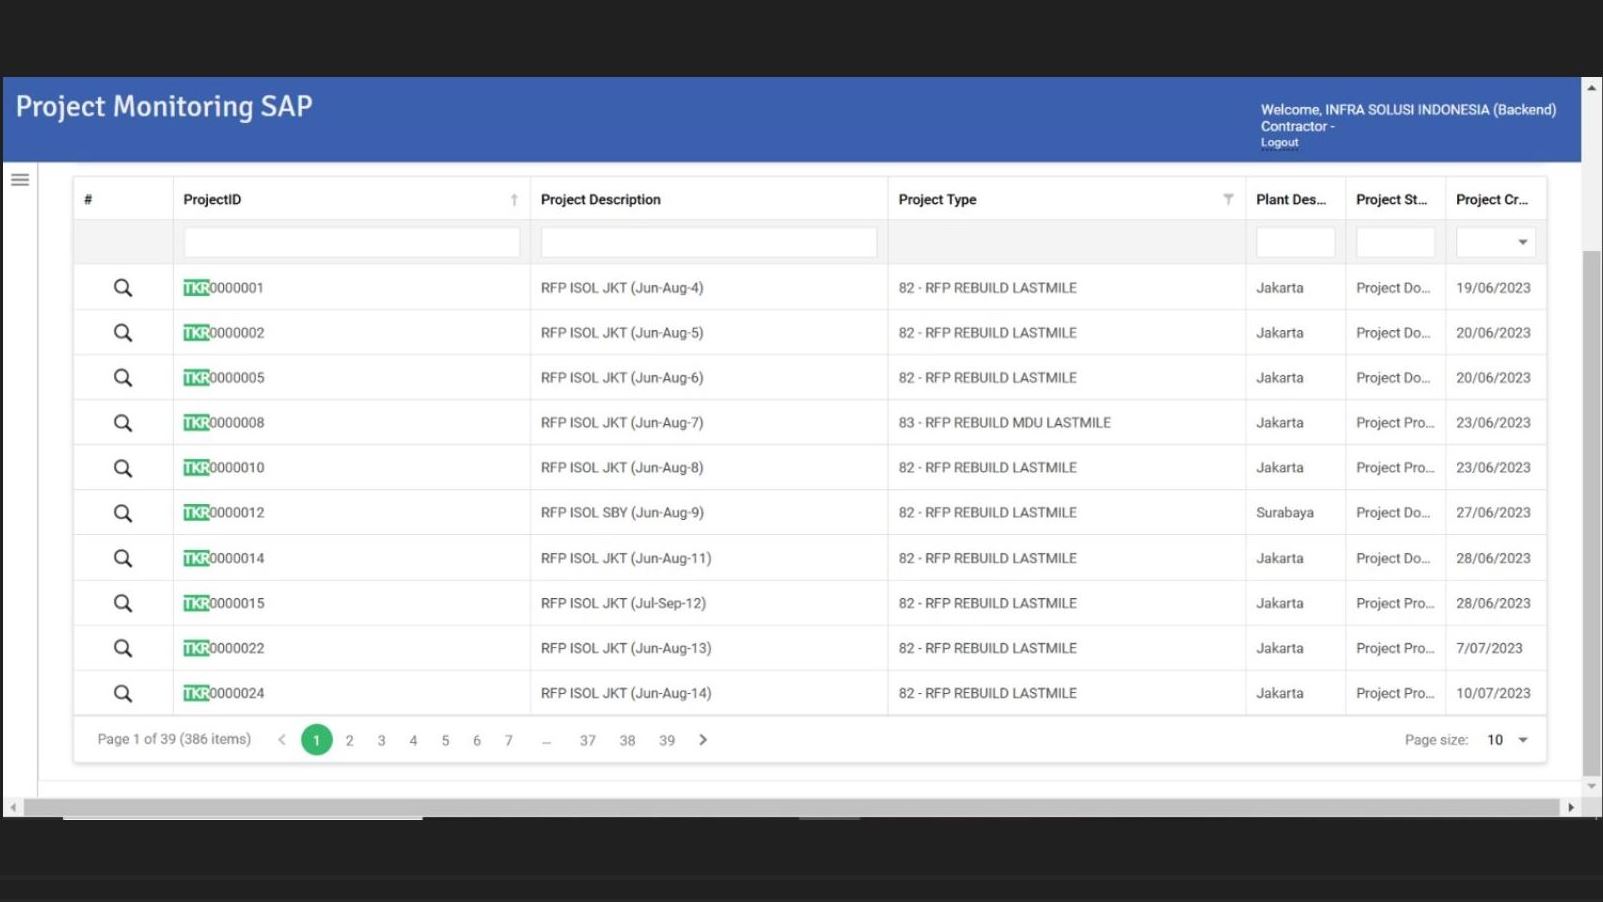 Project Monitoring SAP
Welcome, INFRA SOLUSI INDONESIA (Backend)
Contractor -
Logout
# ProjectID Project Description Project Type Plant Des... Project St... Project Cr...
TKR0000001 RFP ISOL JKT (Jun-Aug-4) 82 - RFP REBUILD LASTMILE Jakarta Project Do... 19/06/2023
TKR0000002 RFP ISOL JKT (Jun-Aug-5) 82 - RFP REBUILD LASTMILE Jakarta Project Do... 20/06/2023
TKR0000005 RFP ISOL JKT (Jun-Aug-6) 82 - RFP REBUILD LASTMILE Jakarta Project Do... 20/06/2023
TKR0000008 RFP ISOL JKT (Jun-Aug-7) 83 - RFP REBUILD MDU LASTMILE Jakarta Project Pro... 23/06/2023
TKR0000010 RFP ISOL JKT (Jun-Aug-8) 82 - RFP REBUILD LASTMILE Jakarta Project Pro... 23/06/2023
TKR0000012 RFP ISOL SBY (Jun-Aug-9) 82 - RFP REBUILD LASTMILE Surabaya Project Do... 27/06/2023
TKR0000014 RFP ISOL JKT (Jun-Aug-11) 82 - RFP REBUILD LASTMILE Jakarta Project Do... 28/06/2023
TKR0000015 RFP ISOL JKT (Jul-Sep-12) 82 - RFP REBUILD LASTMILE Jakarta Project Pro... 28/06/2023
TKR0000022 RFP ISOL JKT (Jun-Aug-13) 82 - RFP REBUILD LASTMILE Jakarta Project Pro... 7/07/2023
TKR0000024 RFP ISOL JKT (Jun-Aug-14) 82 - RFP REBUILD LASTMILE Jakarta Project Pro... 10/07/2023
Page 1 of 39 (386 items) 1 2 3 4 5 6 7 ... 37 38 39 Page size: 10